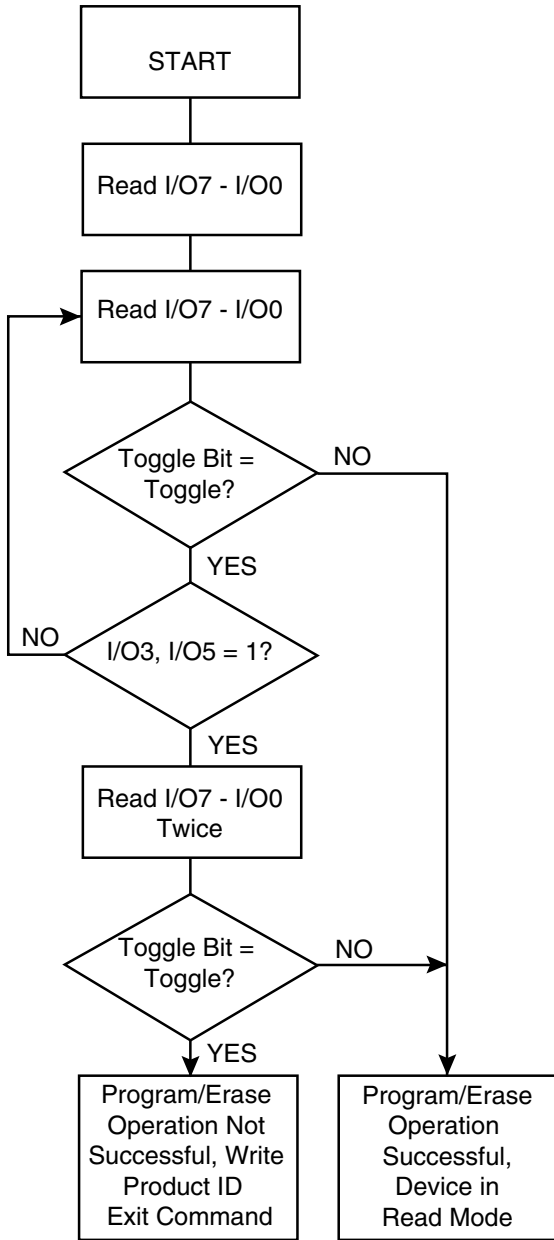 START
Read I/O7 - I/O0
Read I/O7 - I/O0
Toggle Bit =
Toggle?
NO
YES
NO
I/O3, I/O5 = 1?
YES
Read I/O7 - I/O0
Twice
Toggle Bit =
Toggle?
NO
YES
Program/Erase
Operation Not
Successful, Write
Product ID
Exit Command
Program/Erase
Operation
Successful,
Device in
Read Mode